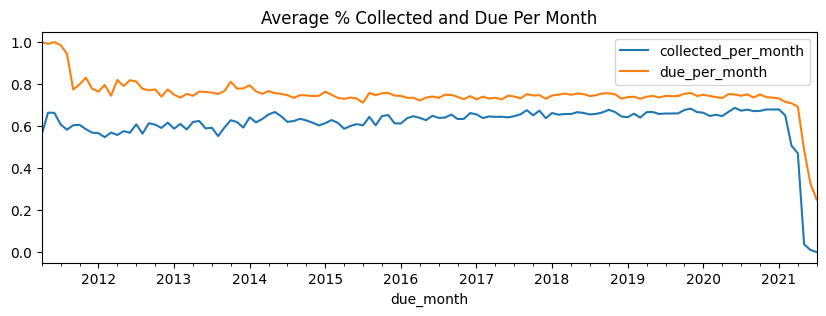 Average % Collected and Due Per Month
collected_per_month
due_per_month
1.0
0.8
0.6
0.4
0.2
0.0
2012 2013 2014 2015 2016 2017 2018 2019 2020 2021
due_month